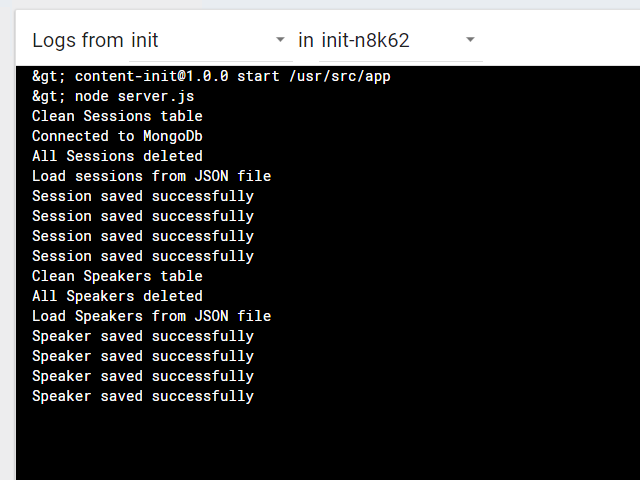 Logs from init in init-n8k62
&gt; content-init@1.0.0 start /usr/src/app
&gt; node server.js
Clean Sessions table
Connected to MongoDb
All Sessions deleted
Load sessions from JSON file
Session saved successfully
Session saved successfully
Session saved successfully
Session saved successfully
Clean Speakers table
All Speakers deleted
Load Speakers from JSON file
Speaker saved successfully
Speaker saved successfully
Speaker saved successfully
Speaker saved successfully